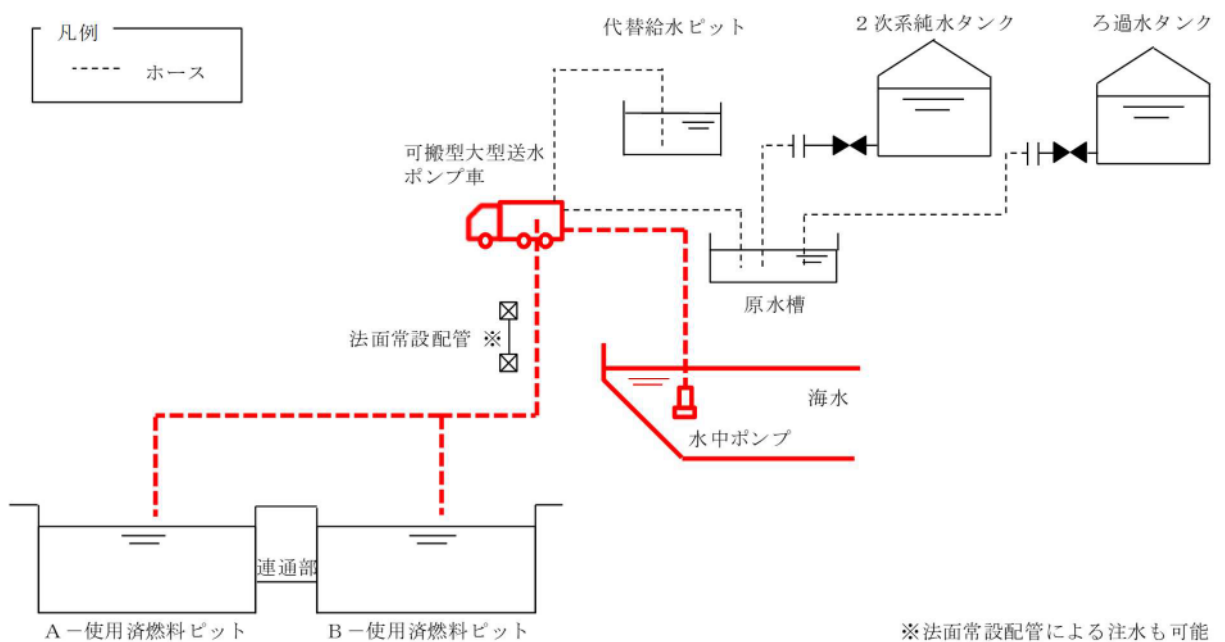 凡例
ホース
代替給水ピット
２次系純水タンク
ろ過水タンク
可搬型大型送水
ポンプ車
原水槽
法面常設配管 ※
海水
水中ポンプ
連通部
Ａ－使用済燃料ピット
Ｂ－使用済燃料ピット
※法面常設配管による注水も可能